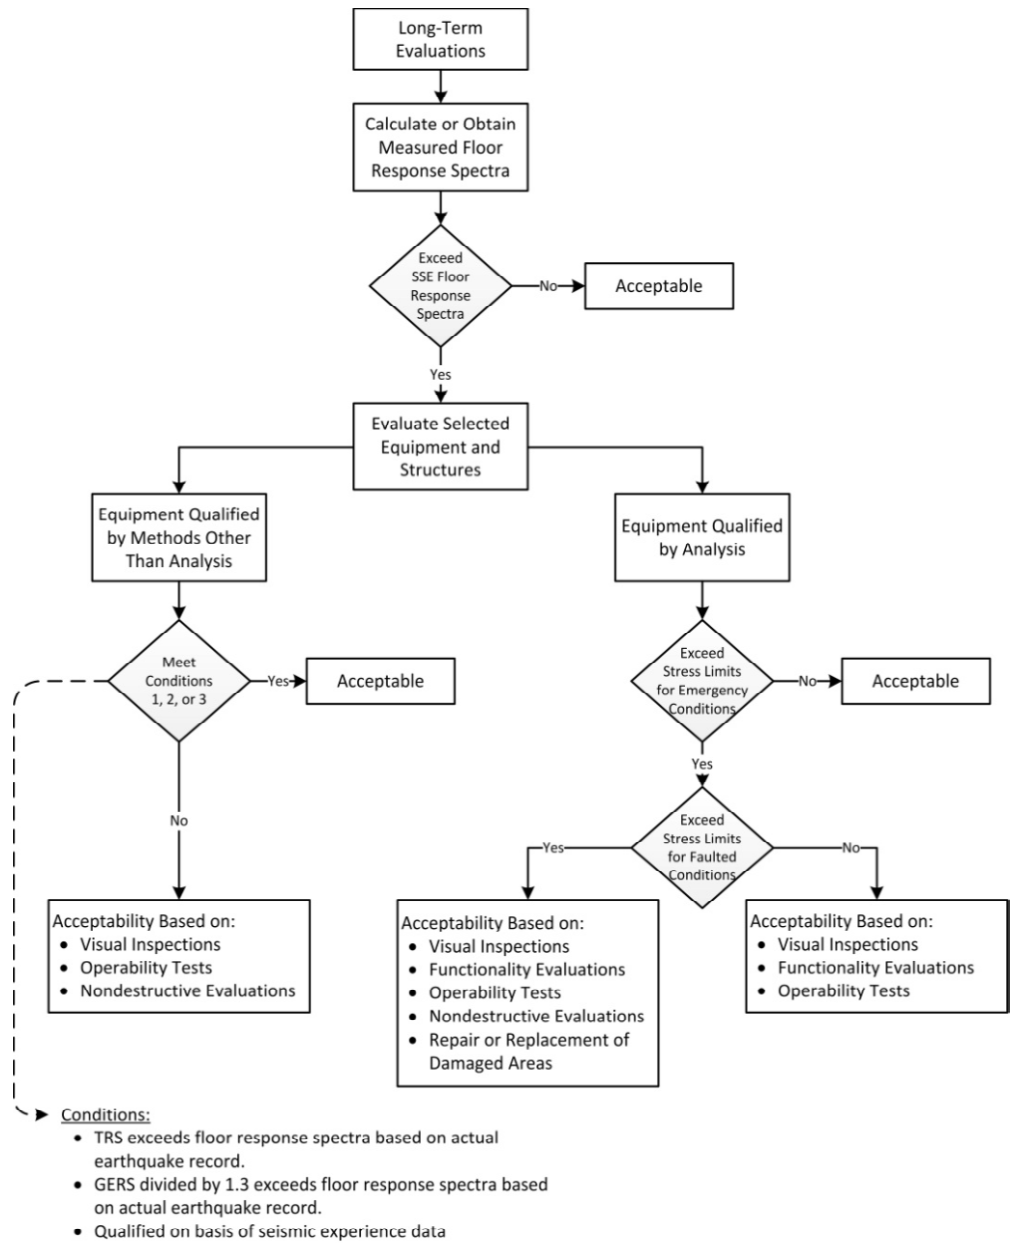 Long-Term
Evaluations
Calculate or Obtain
Measured Floor
Response Spectra
Exceed
SSE Floor
Response
Spectra
No
Acceptable
Yes
Evaluate Selected
Equipment and
Structures
Equipment Qualified
by Methods Other
Than Analysis
Equipment Qualified
by Analysis
Meet
Conditions
1, 2, or 3
Yes
Acceptable
Exceed
Stress Limits
for Emergency
Conditions
No
Acceptable
Yes
No
Exceed
Stress Limits
for Faulted
Conditions
Yes
No
Acceptability Based on:
• Visual Inspections
• Operability Tests
• Nondestructive Evaluations
Acceptability Based on:
• Visual Inspections
• Functionality Evaluations
• Operability Tests
• Nondestructive Evaluations
• Repair or Replacement of
Damaged Areas
Acceptability Based on:
• Visual Inspections
• Functionality Evaluations
• Operability Tests
Conditions:
• TRS exceeds floor response spectra based on actual
earthquake record.
• GERS divided by 1.3 exceeds floor response spectra based
on actual earthquake record.
• Qualified on basis of seismic experience data